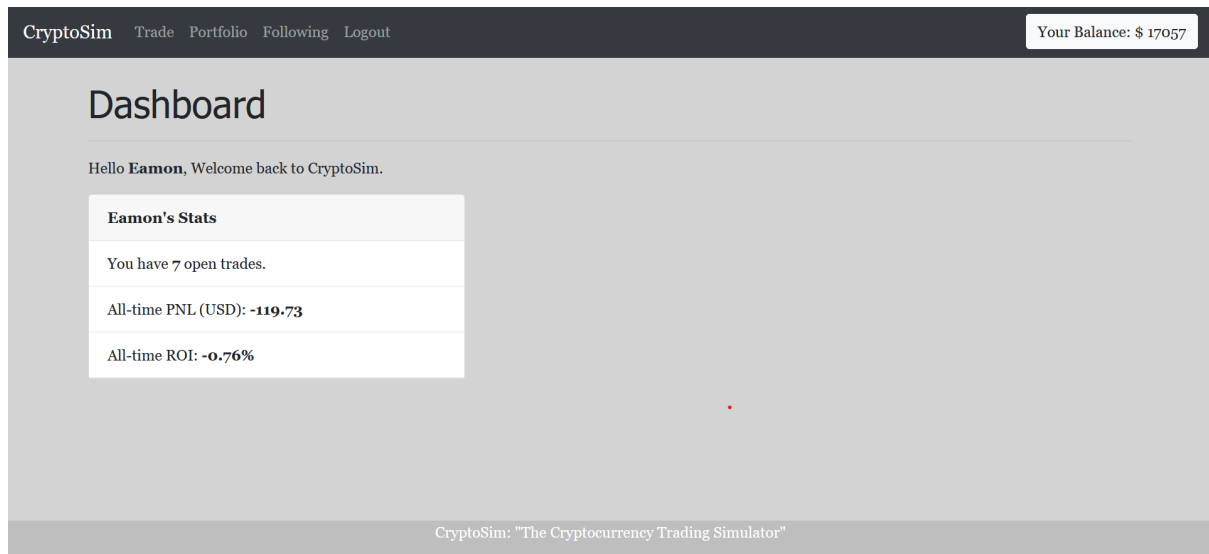 CryptoSim Trade Portfolio Following Logout Your Balance: $ 17057
Dashboard
Hello Eamon, Welcome back to CryptoSim.
Eamon's Stats
You have 7 open trades.
All-time PNL (USD): -119.73
All-time ROI: -0.76%
CryptoSim: "The Cryptocurrency Trading Simulator"